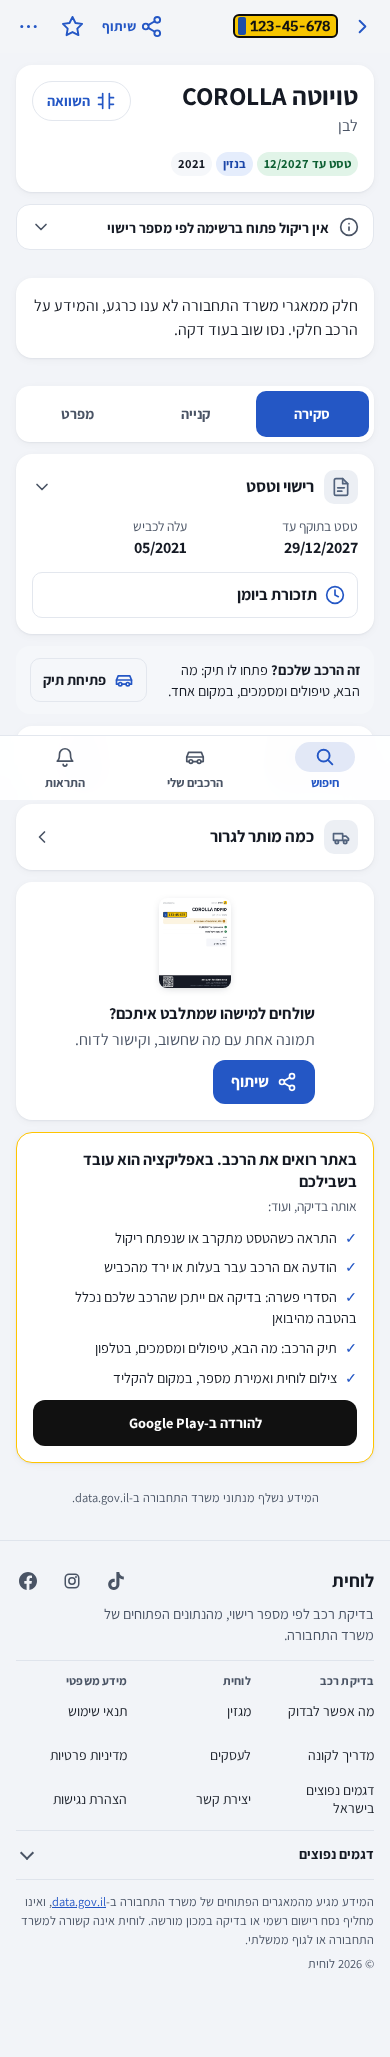 123-45-678
שיתוף
טויוטה COROLLA
השוואה
לבן
טסט עד 12/2027
בנזין
2021
אין ריקול פתוח ברשימה לפי מספר רישוי
חלק ממאגרי משרד התחבורה לא ענו כרגע, והמידע על
הרכב חלקי. נסו שוב בעוד דקה.
סקירה
קנייה
מפרט
רישוי וטסט
טסט בתוקף עד
עלה לכביש
29/12/2027
05/2021
תזכורת ביומן
זה הרכב שלכם? פתחו לו תיק: מה
הבא, טיפולים ומסמכים, במקום אחד.
פתיחת תיק
חיפוש
הרכבים שלי
התראות
כמה מותר לגרור
COROLLA
שולחים למישהו שמתלבט איתכם?
תמונה אחת עם מה שחשוב, וקישור לדוח.
שיתוף
באתר רואים את הרכב. באפליקציה הוא עובד
בשבילכם
אותה בדיקה, ועוד:
✓ התראה כשהטסט מתקרב או שנפתח ריקול
✓ הודעה אם הרכב עבר בעלות או ירד מהכביש
✓ הסדרי פשרה: בדיקה אם ייתכן שהרכב שלכם נכלל
בהטבה מהיבואן
✓ תיק הרכב: מה הבא, טיפולים ומסמכים, בטלפון
✓ צילום לוחית ואמירת מספר, במקום להקליד
להורדה ב-Google Play
המידע נשלף מנתוני משרד התחבורה ב-data.gov.il.
לוחית
בדיקת רכב לפי מספר רישוי, מהנתונים הפתוחים של
משרד התחבורה.
בדיקת רכב
לוחית
מידע משפטי
מה אפשר לבדוק
מגזין
תנאי שימוש
מדריך לקונה
לעסקים
מדיניות פרטיות
דגמים נפוצים
בישראל
יצירת קשר
הצהרת נגישות
דגמים נפוצים
המידע מגיע מהמאגרים הפתוחים של משרד התחבורה ב-data.gov.il, ואינו
מחליף נסח רישום רשמי או בדיקה במכון מורשה. לוחית אינה קשורה למשרד
התחבורה או לגוף ממשלתי.
© 2026 לוחית